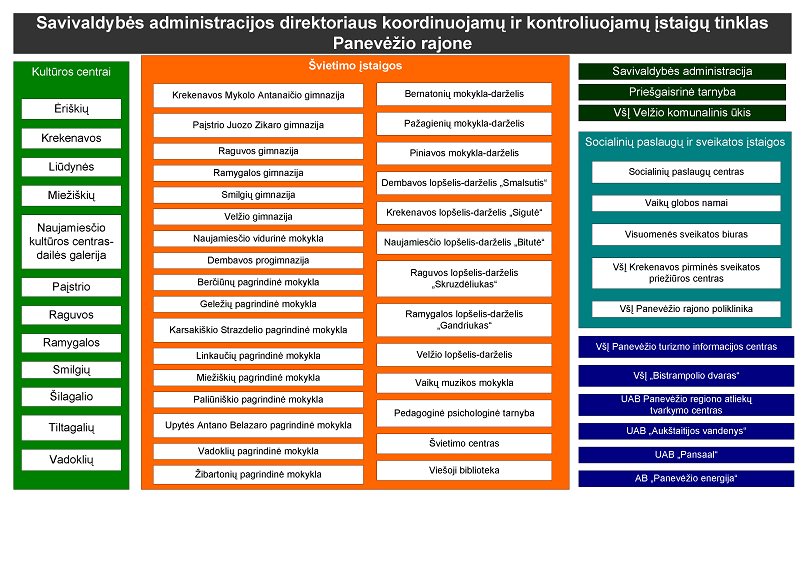 Savivaldybės administracijos direktoriaus koordinuojamų ir kontroliuojamų įstaigų tinklas
Panevėžio rajone
Kultūros centrai
Ėriškių
Krekenavos
Liūdynės
Miežiškių
Naujamiesčio
kultūros centras-
dailės galerija
Paįstrio
Raguvos
Ramygalos
Smilgių
Šilagalio
Tiltagalių
Vadoklių
Švietimo įstaigos
Krekenavos Mykolo Antanaičio gimnazija
Paįstrio Juozo Zikaro gimnazija
Raguvos gimnazija
Ramygalos gimnazija
Smilgių gimnazija
Velžio gimnazija
Naujamiesčio vidurinė mokykla
Dembavos progimnazija
Berčiūnų pagrindinė mokykla
Geležių pagrindinė mokykla
Karsakiškio Strazdelio pagrindinė mokykla
Linkaučių pagrindinė mokykla
Miežiškių pagrindinė mokykla
Paliūniškio pagrindinė mokykla
Upytės Antano Belazaro pagrindinė mokykla
Vadoklių pagrindinė mokykla
Žibartonių pagrindinė mokykla
Bernatonių mokykla-darželis
Pažagienių mokykla-darželis
Piniavos mokykla-darželis
Dembavos lopšelis-darželis „Smalsutis“
Krekenavos lopšelis-darželis „Sigutė“
Naujamiesčio lopšelis-darželis „Bitutė“
Raguvos lopšelis-darželis
„Skruzdėliukas“
Ramygalos lopšelis-darželis
„Gandriukas“
Velžio lopšelis-darželis
Vaikų muzikos mokykla
Pedagoginė psichologinė tarnyba
Švietimo centras
Viešoji biblioteka
Savivaldybės administracija
Priešgaisrinė tarnyba
VšĮ Velžio komunalinis ūkis
Socialinių paslaugų ir sveikatos įstaigos
Socialinių paslaugų centras
Vaikų globos namai
Visuomenės sveikatos biuras
VšĮ Krekenavos pirminės sveikatos
priežiūros centras
VšĮ Panevėžio rajono poliklinika
VšĮ Panevėžio turizmo informacijos centras
VšĮ „Bistrampolio dvaras“
UAB Panevėžio regiono atliekų
tvarkymo centras
UAB „Aukštaitijos vandenys“
UAB „Pansaal“
AB „Panevėžio energija“